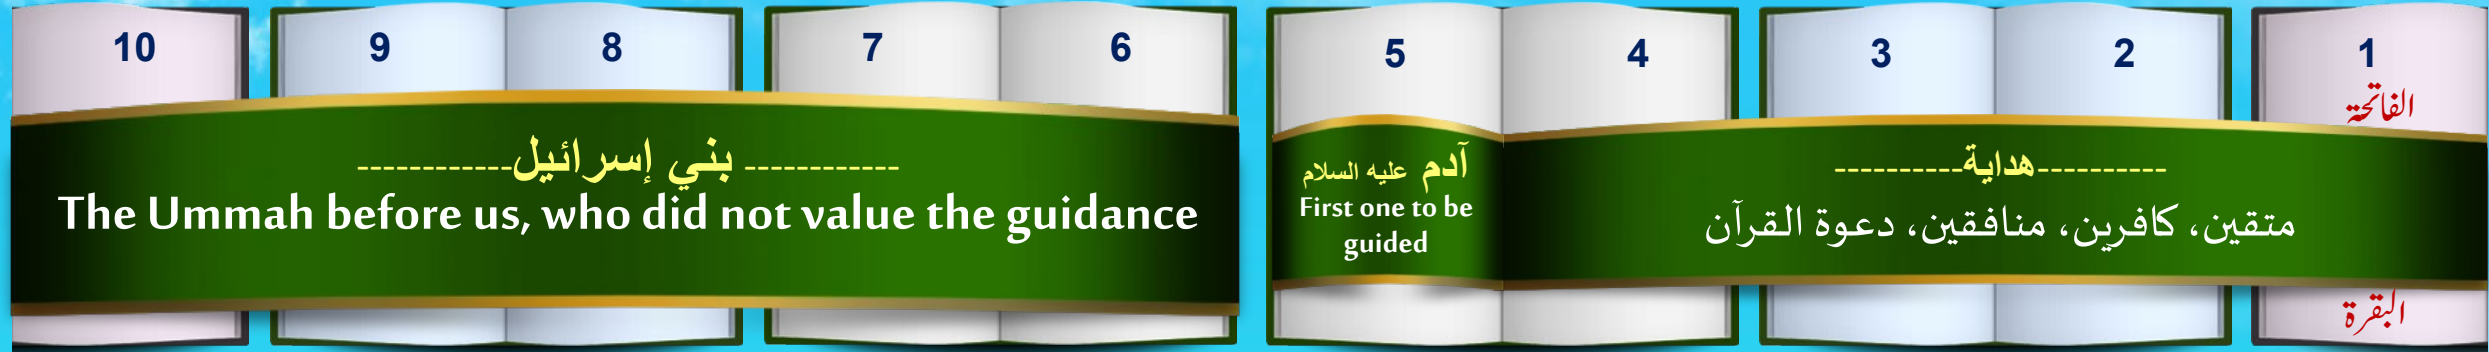 1 2 3 4 5 6 7 8 9 10
الفاتحة
----------هداية----------
متقين، كافرين، منافقين، دعوة القرآن
البقرة
آدم عليه السلام
First one to be
guided
------------ بني إسرائيل------------
The Ummah before us, who did not value the guidance